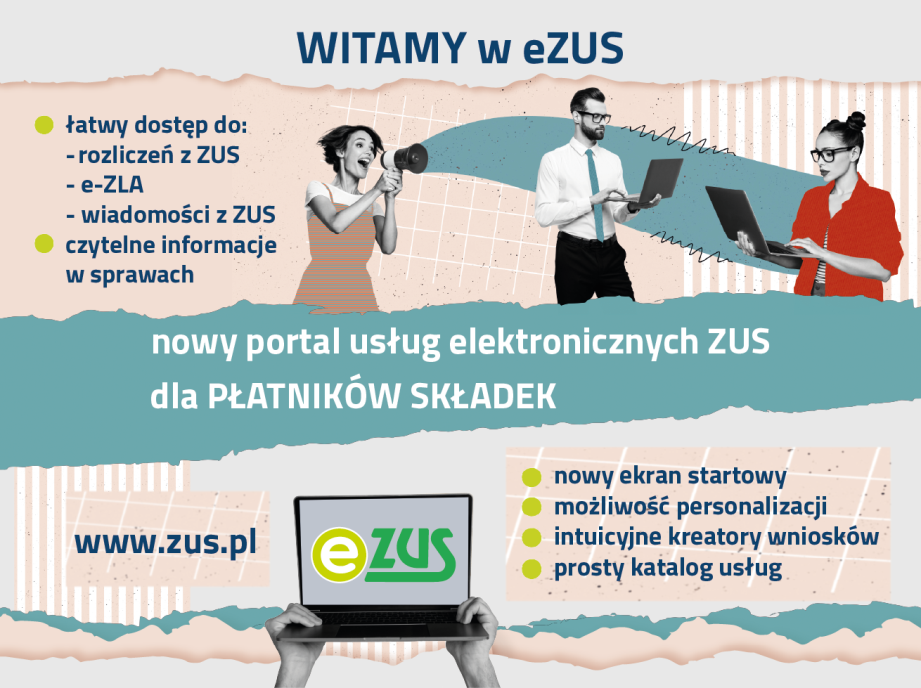 WITAMY w eZUS
łatwy dostęp do:
- rozliczeń z ZUS
- e-ZLA
- wiadomości z ZUS
czytelne informacje
w sprawach
nowy portal usług elektronicznych ZUS
dla PŁATNIKÓW SKŁADEK
nowy ekran startowy
możliwość personalizacji
intuicyjne kreatory wniosków
prosty katalog usług
www.zus.pl
eZUS